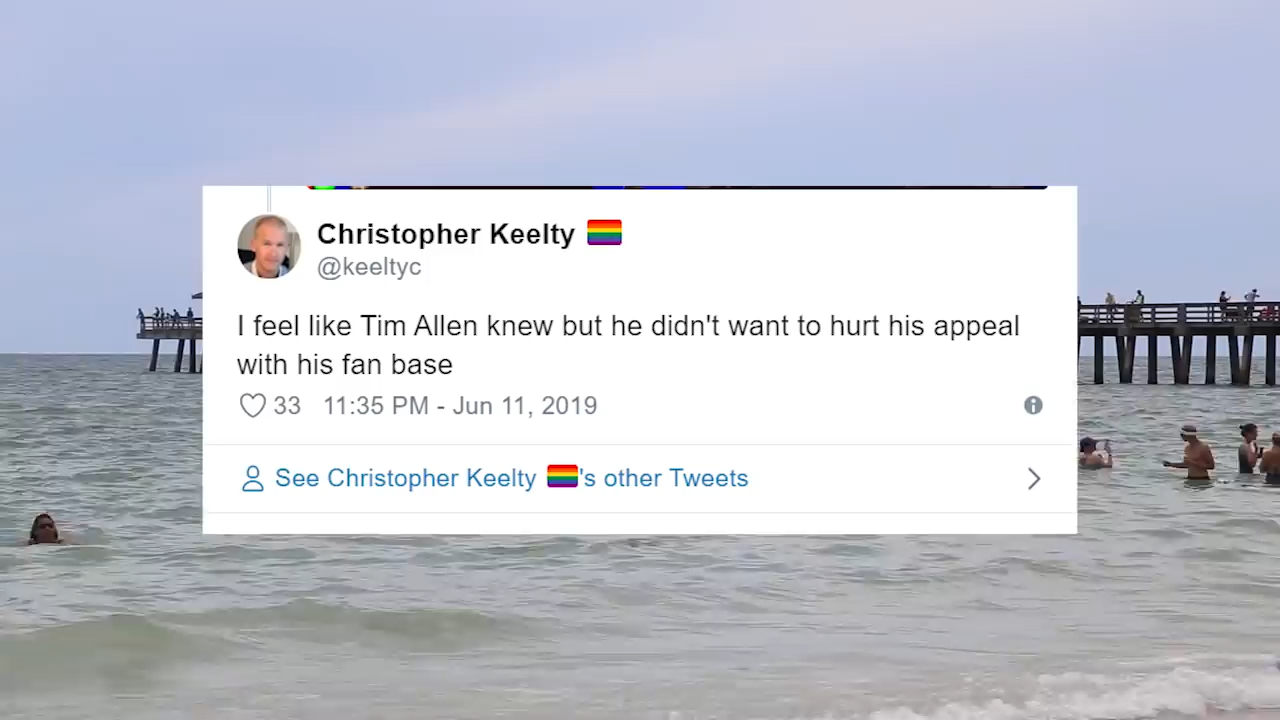 Christopher Keelty 🏳️‍🌈
@keeltyc
I feel like Tim Allen knew but he didn't want to hurt his appeal
with his fan base
33 11:35 PM - Jun 11, 2019
See Christopher Keelty 🏳️‍🌈's other Tweets